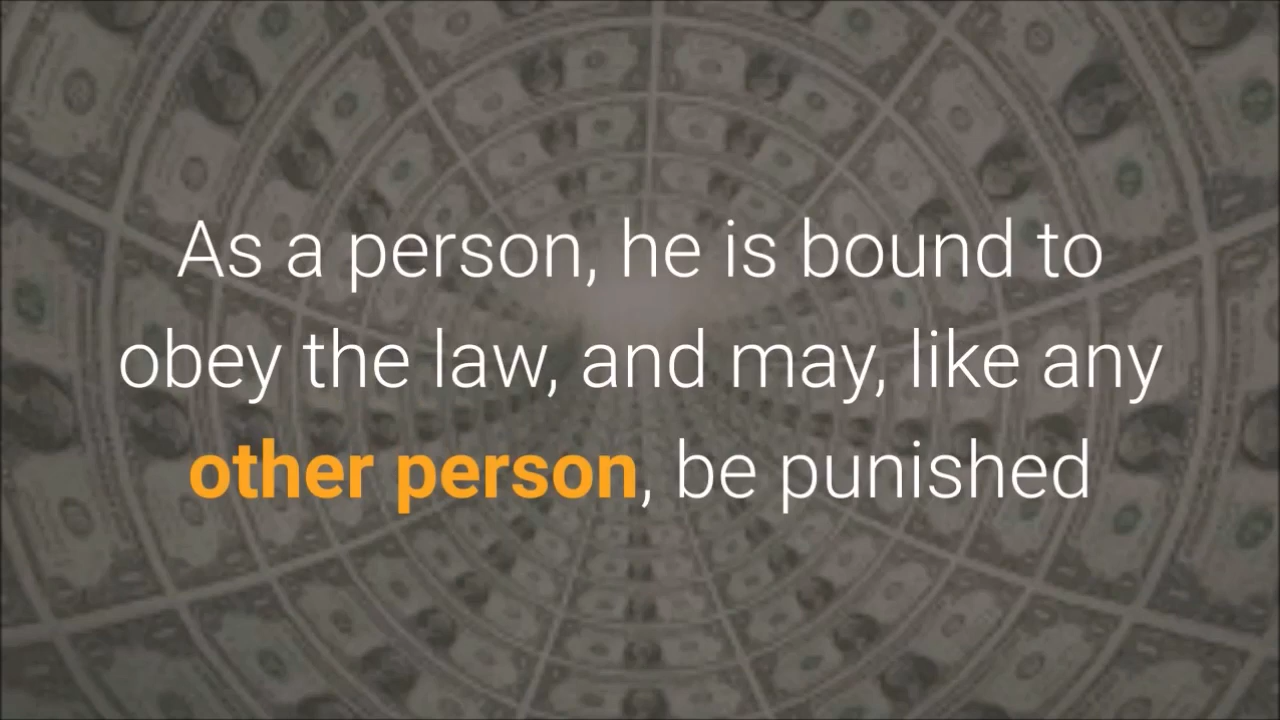 As a person, he is bound to
obey the law, and may, like any
other person, be punished